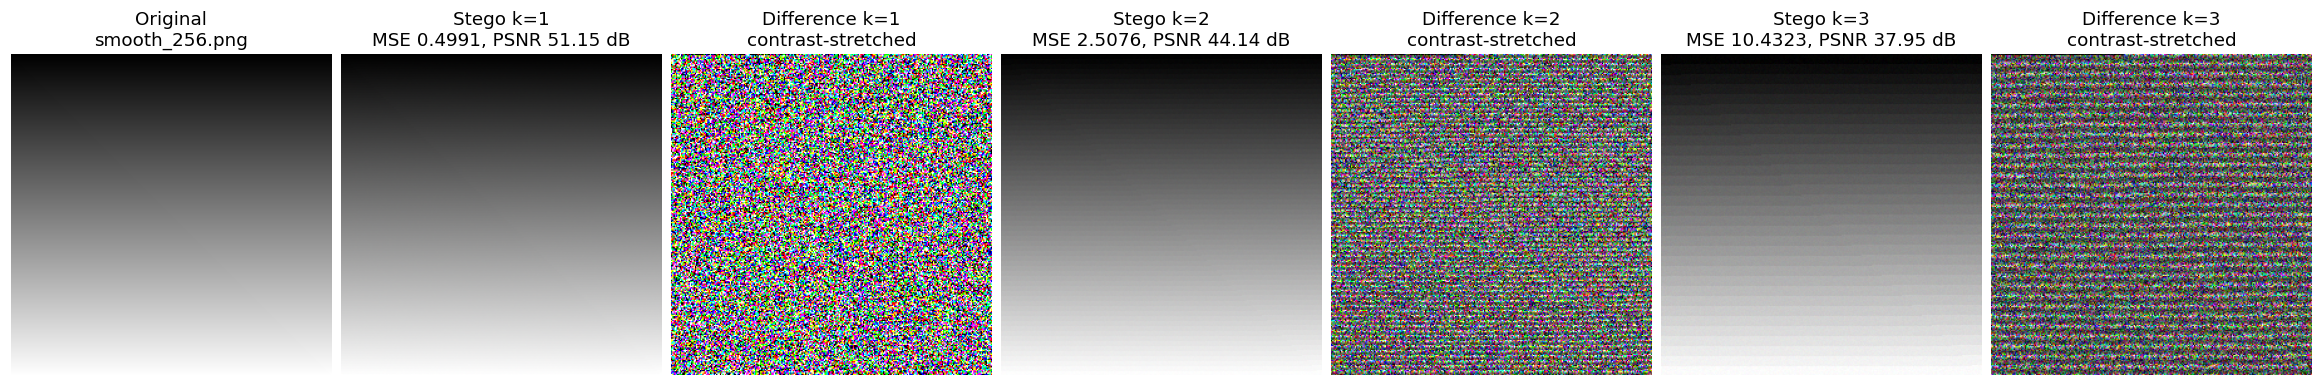 Original
smooth_256.png
Stego k=1
MSE 0.4991, PSNR 51.15 dB
Difference k=1
contrast-stretched
Stego k=2
MSE 2.5076, PSNR 44.14 dB
Difference k=2
contrast-stretched
Stego k=3
MSE 10.4323, PSNR 37.95 dB
Difference k=3
contrast-stretched